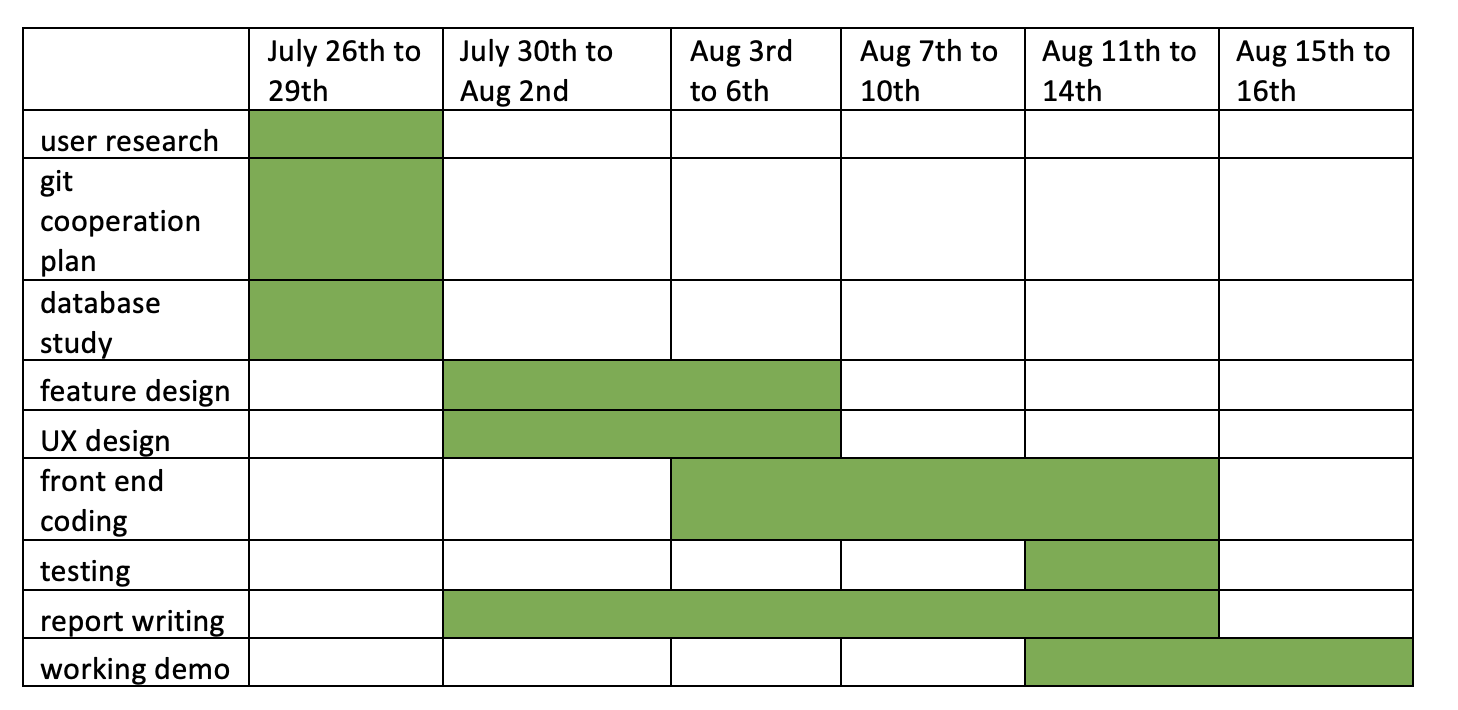 July 26th to
29th
July 30th to
Aug 2nd
Aug 3rd
to 6th
Aug 7th to
10th
Aug 11th to
14th
Aug 15th to
16th
user research
git
cooperation
plan
database
study
feature design
UX design
front end
coding
testing
report writing
working demo